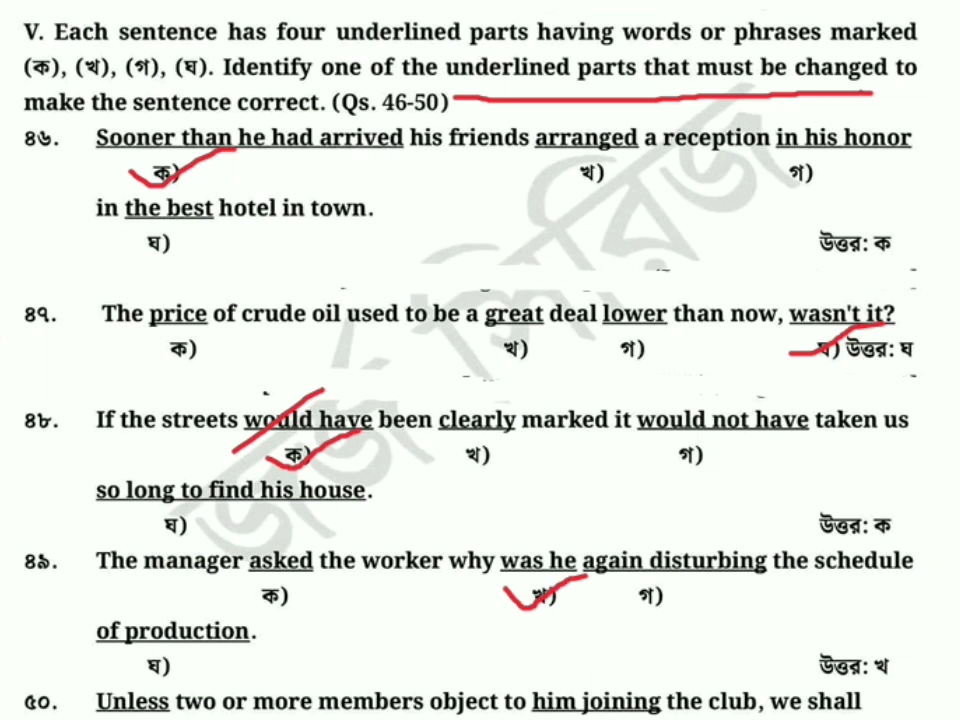 V. Each sentence has four underlined parts having words or phrases marked
(ক), (খ), (গ), (ঘ). Identify one of the underlined parts that must be changed to
make the sentence correct. (Qs. 46-50)
৪৬. Sooner than he had arrived his friends arranged a reception in his honor
ক) খ) গ)
in the best hotel in town.
ঘ) উত্তর: ক
৪৭. The price of crude oil used to be a great deal lower than now, wasn't it?
ক) খ) গ) ঘ) উত্তর: ঘ
৪৮. If the streets would have been clearly marked it would not have taken us
ক) খ) গ)
so long to find his house.
ঘ) উত্তর: ক
৪৯. The manager asked the worker why was he again disturbing the schedule
ক) খ) গ)
of production.
ঘ) উত্তর: খ
৫০. Unless two or more members object to him joining the club, we shall